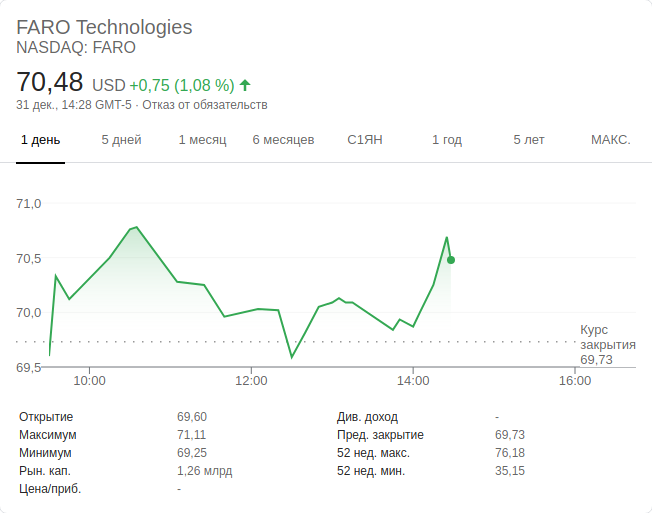 FARO Technologies
NASDAQ: FARO
70,48 USD +0,75 (1,08 %)
31 дек., 14:28 GMT-5 · Отказ от обязательств
1 день 5 дней 1 месяц 6 месяцев С1ЯН 1 год 5 лет МАКС.
71,0
70,5
70,0
69,5
Курс
закрытия
69,73
10:00 12:00 14:00 16:00
Открытие 69,60 Див. доход -
Максимум 71,11 Пред. закрытие 69,73
Минимум 69,25 52 нед. макс. 76,18
Рын. кап. 1,26 млрд 52 нед. мин. 35,15
Цена/приб. -